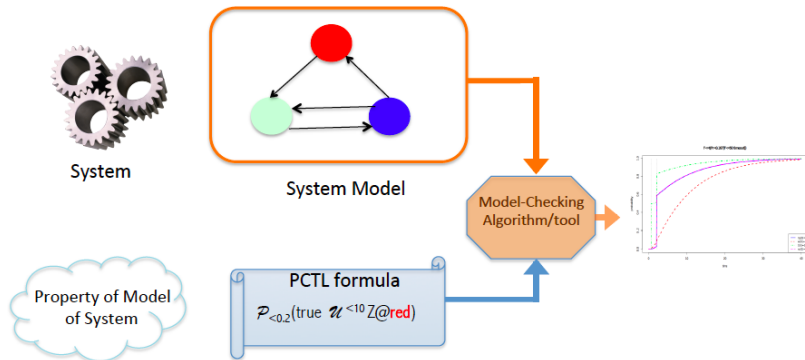 System
System Model
Model-Checking
Algorithm/tool
Property of Model
of System
PCTL formula
𝒫<0.2(true 𝒰 <10 Z@red)